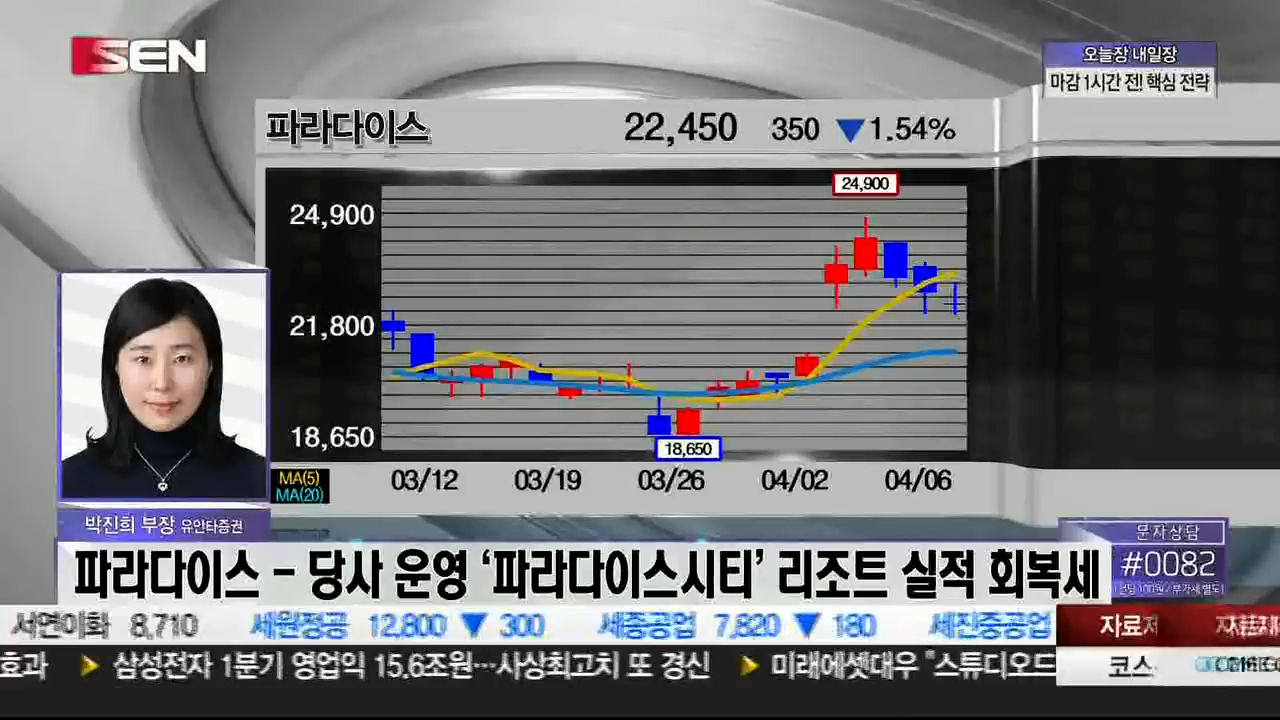 SEN
오늘장 내일장
마감 1시간 전! 핵심 전략
파라다이스 22,450 350 ▼1.54%
24,900
24,900
21,800
18,650
18,650
MA(5)
MA(20)
03/12 03/19 03/26 04/02 04/06
박진희 부장 유안타증권
파라다이스 - 당사 운영 ‘파라다이스시티’ 리조트 실적 회복세
문자상담
#0082
서연이화 8,710 세원정공 12,800 ▼ 300 세종공업 7,820 ▼ 180 세진중공업
자료제
효과 ▶ 삼성전자 1분기 영업익 15.6조원…사상최고치 또 경신 ▶ 미래에셋대우 "스튜디오드
코스